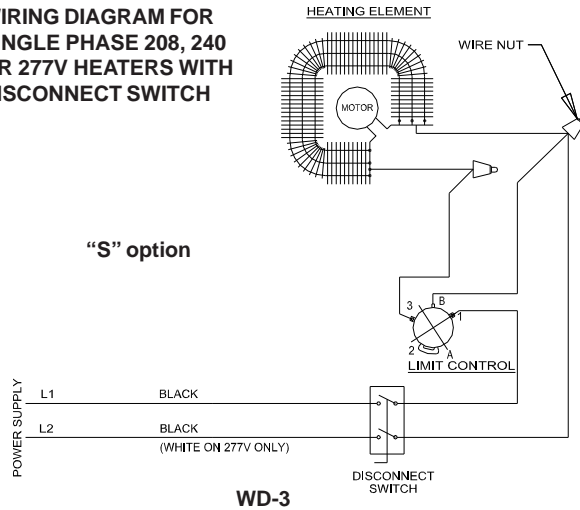 WIRING DIAGRAM FOR
SINGLE PHASE 208, 240
OR 277V HEATERS WITH
DISCONNECT SWITCH
HEATING ELEMENT
WIRE NUT
MOTOR
"S" option
3
B
1
2
A
LIMIT CONTROL
POWER SUPPLY
L1
BLACK
L2
BLACK
(WHITE ON 277V ONLY)
DISCONNECT
SWITCH
WD-3